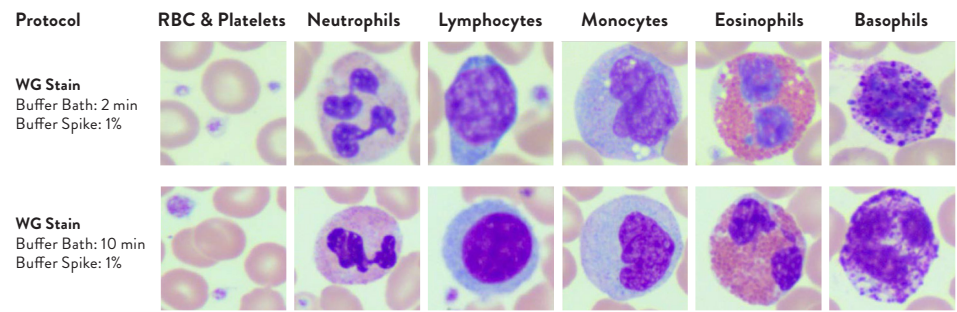 Protocol RBC & Platelets Neutrophils Lymphocytes Monocytes Eosinophils Basophils
WG Stain
Buffer Bath: 2 min
Buffer Spike: 1%
WG Stain
Buffer Bath: 10 min
Buffer Spike: 1%